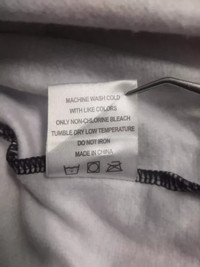 MACHINE WASH COLD
WITH LIKE COLORS
ONLY NON-CHLORINE BLEACH
TUMBLE DRY LOW TEMPERATURE
DO NOT IRON
MADE IN CHINA